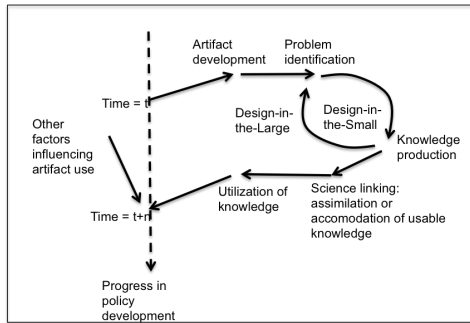 Artifact
development
Problem
identification
Time = t
Design-in-
the-Large
Design-in-
the-Small
Other
factors
influencing
artifact use
Knowledge
production
Utilization of
knowledge
Science linking:
assimilation or
accomodation of usable
knowledge
Time = t+n
Progress in
policy
development